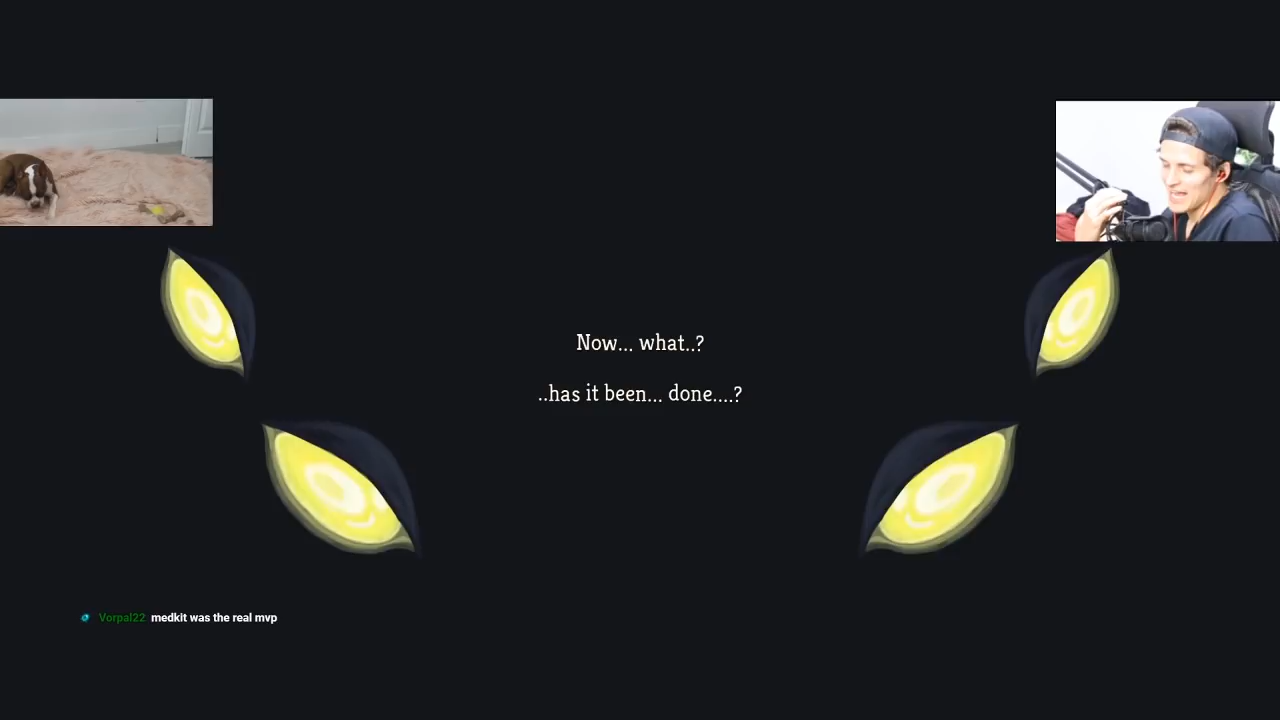 Now... what..?
..has it been... done....?
Vorpal22 medkit was the real mvp